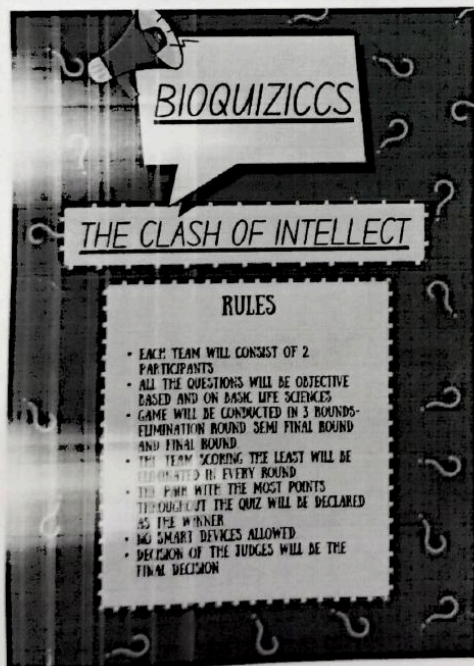 BIOQUIZICCS
THE CLASH OF INTELLECT
RULES
• EACH TEAM WILL CONSIST OF 2
PARTICIPANTS
• ALL THE QUESTIONS WILL BE OBJECTIVE
BASED AND ON BASIC LIFE SCIENCES
• GAME WILL BE CONDUCTED IN 3 ROUNDS-
ELIMINATION ROUND SEMI FINAL ROUND
AND FINAL ROUND
• THE TEAM SCORING THE LEAST WILL BE
ELIMINATED IN EVERY ROUND
• THE PAIR WITH THE MOST POINTS
THROUGHOUT THE QUIZ WILL BE DECLARED
AS THE WINNER
• NO SMART DEVICES ALLOWED
• DECISION OF THE JUDGES WILL BE THE
FINAL DECISION